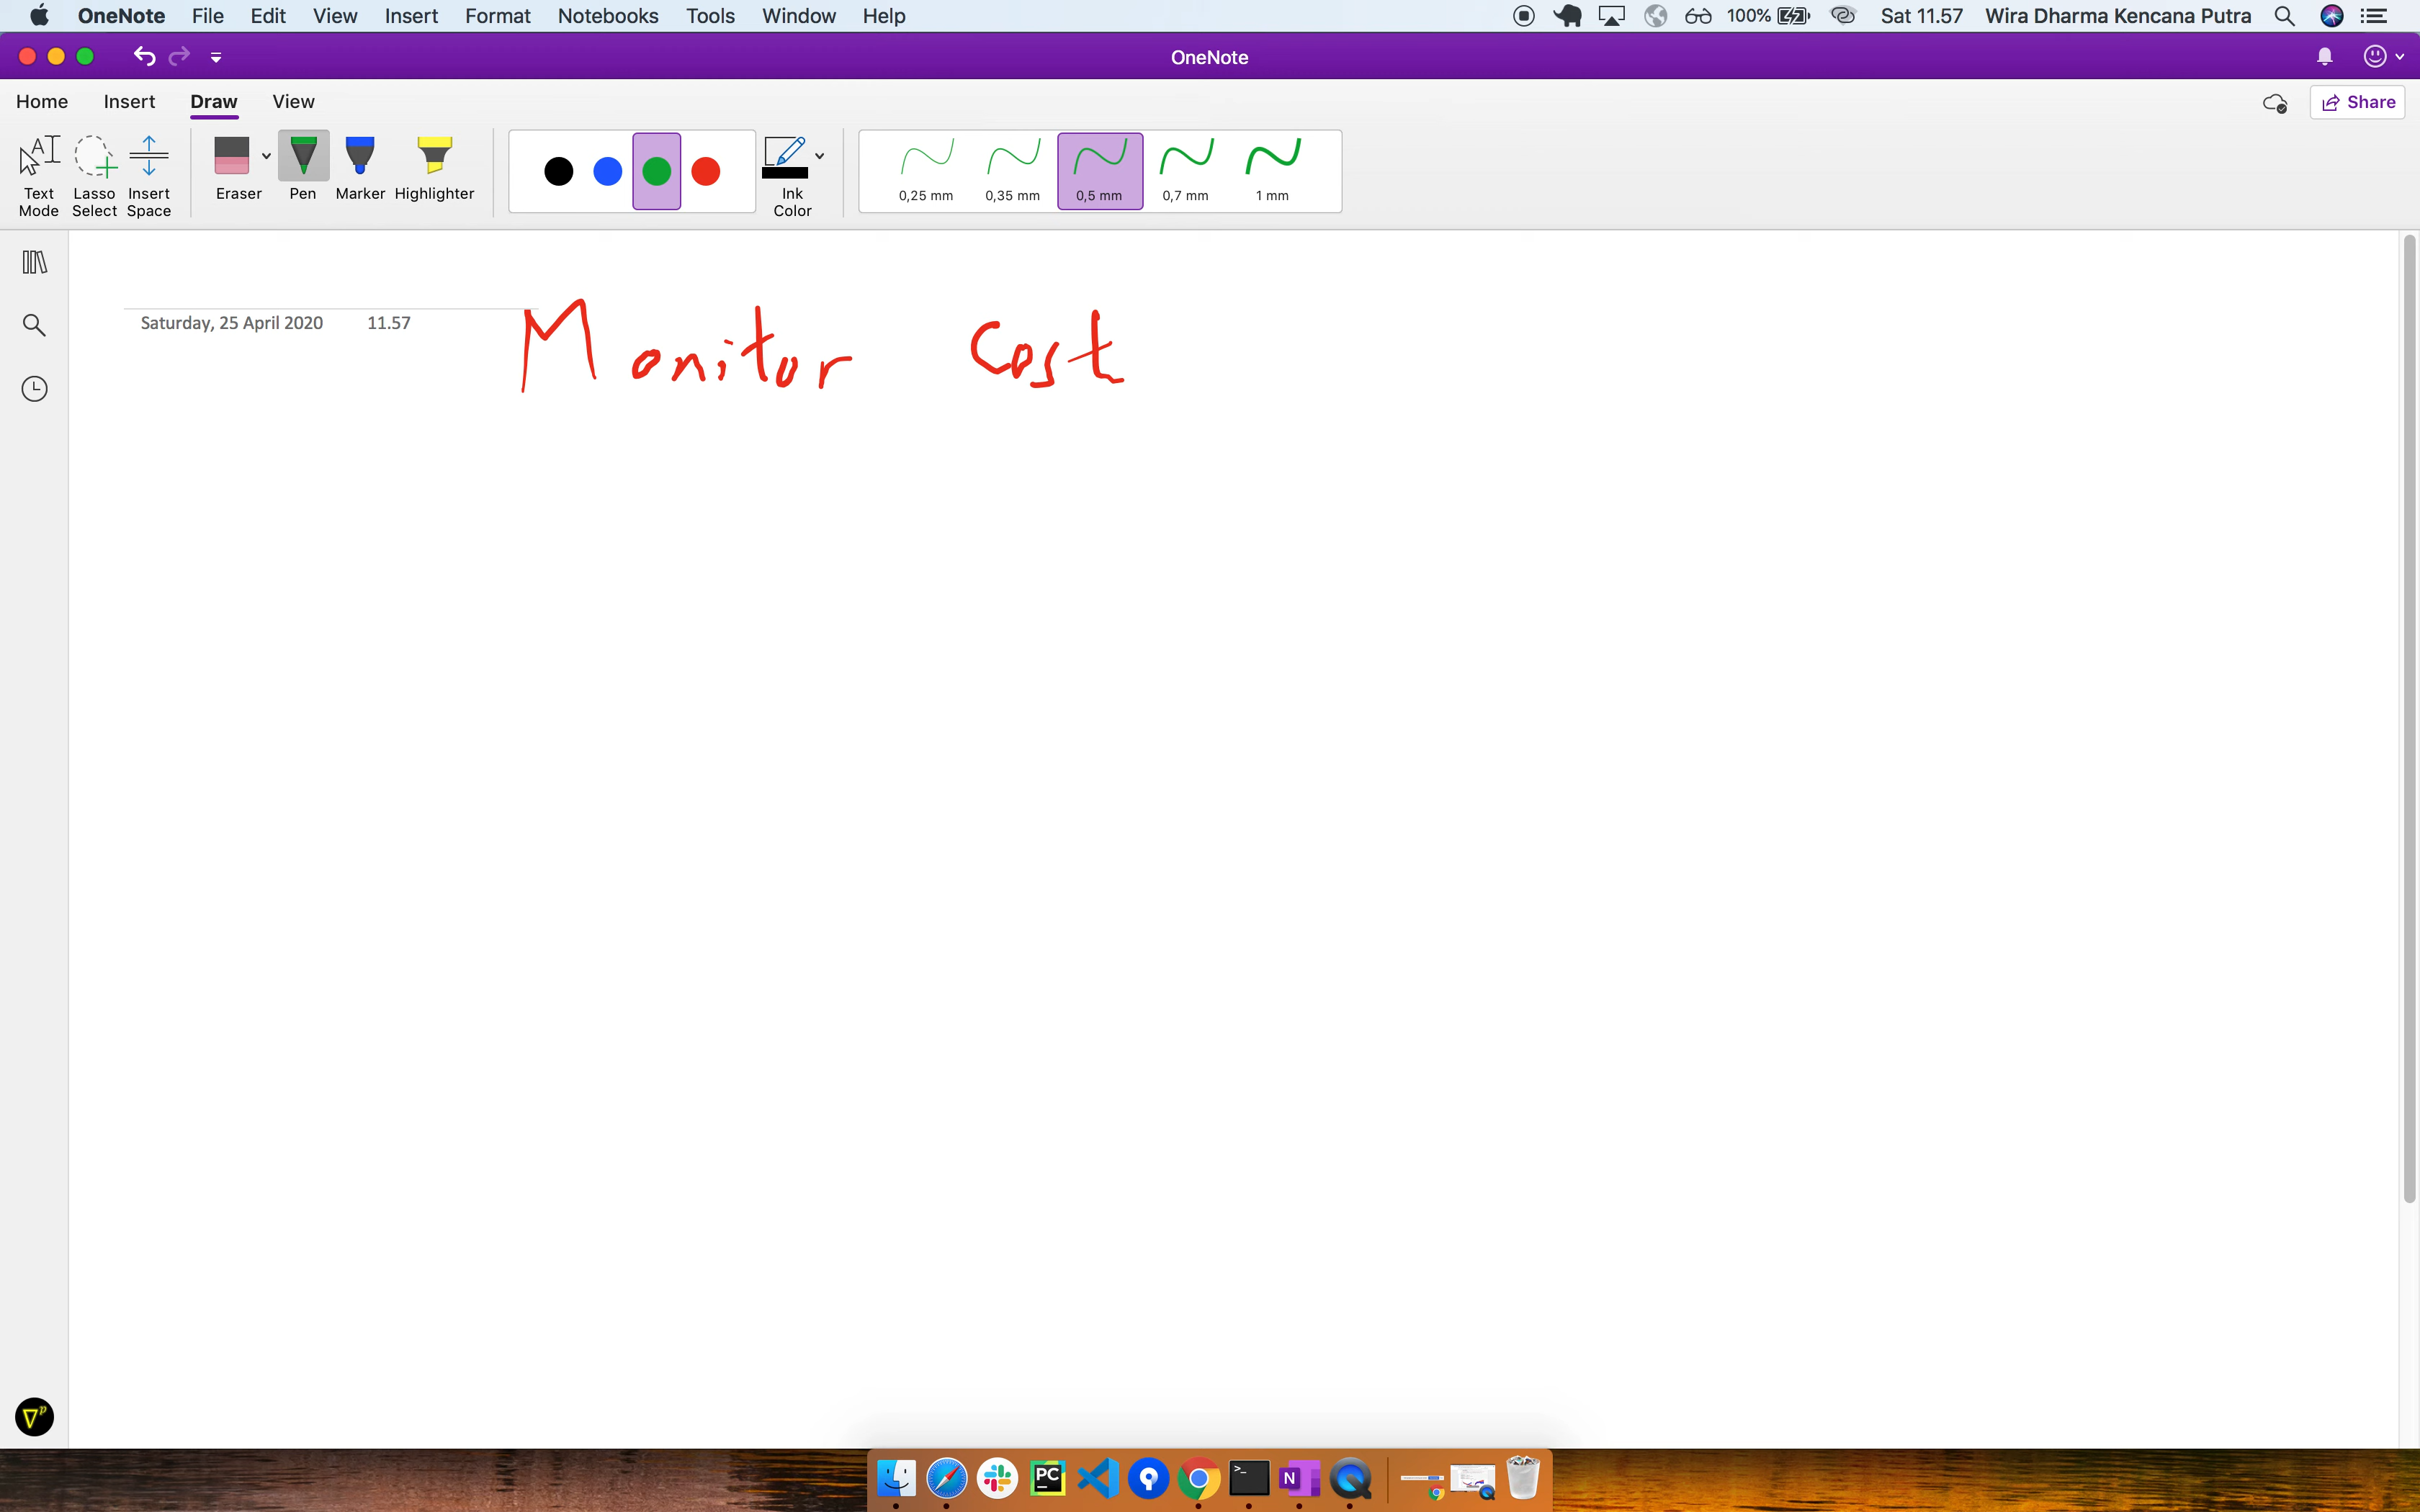 OneNote File Edit View Insert Format Notebooks Tools Window Help 100% Sat 11.57 Wira Dharma Kencana Putra
OneNote
Home Insert Draw View Share
Text Mode Lasso Select Insert Space Eraser Pen Marker Highlighter Ink Color 0,25 mm 0,35 mm 0,5 mm 0,7 mm 1 mm
Saturday, 25 April 2020 11.57
Monitor Cost
∇p
PC
>_
N